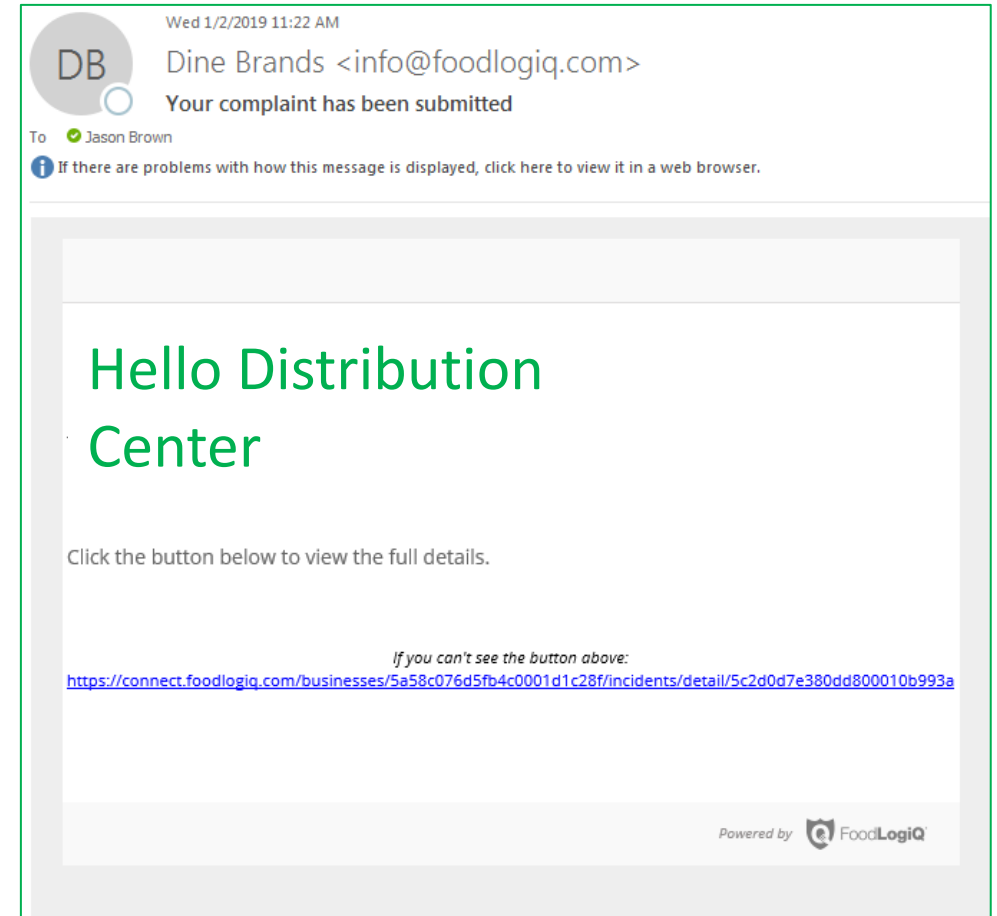 Wed 1/2/2019 11:22 AM
DB
Dine Brands <info@foodlogiq.com>
Your complaint has been submitted
To Jason Brown
If there are problems with how this message is displayed, click here to view it in a web browser.
Hello Distribution
Center
Click the button below to view the full details.
If you can't see the button above:
https://connect.foodlogiq.com/businesses/5a58c076d5fb4c0001d1c28f/incidents/detail/5c2d0d7e380dd800010b993a
Powered by FoodLogiQ